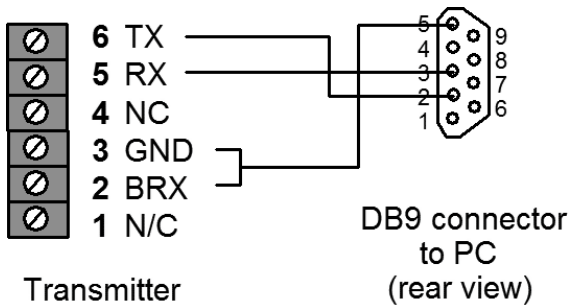 6 TX
5 RX
4 NC
3 GND
2 BRX
1 N/C
Transmitter
5
4
3
2
1
9
8
7
6
DB9 connector
to PC
(rear view)